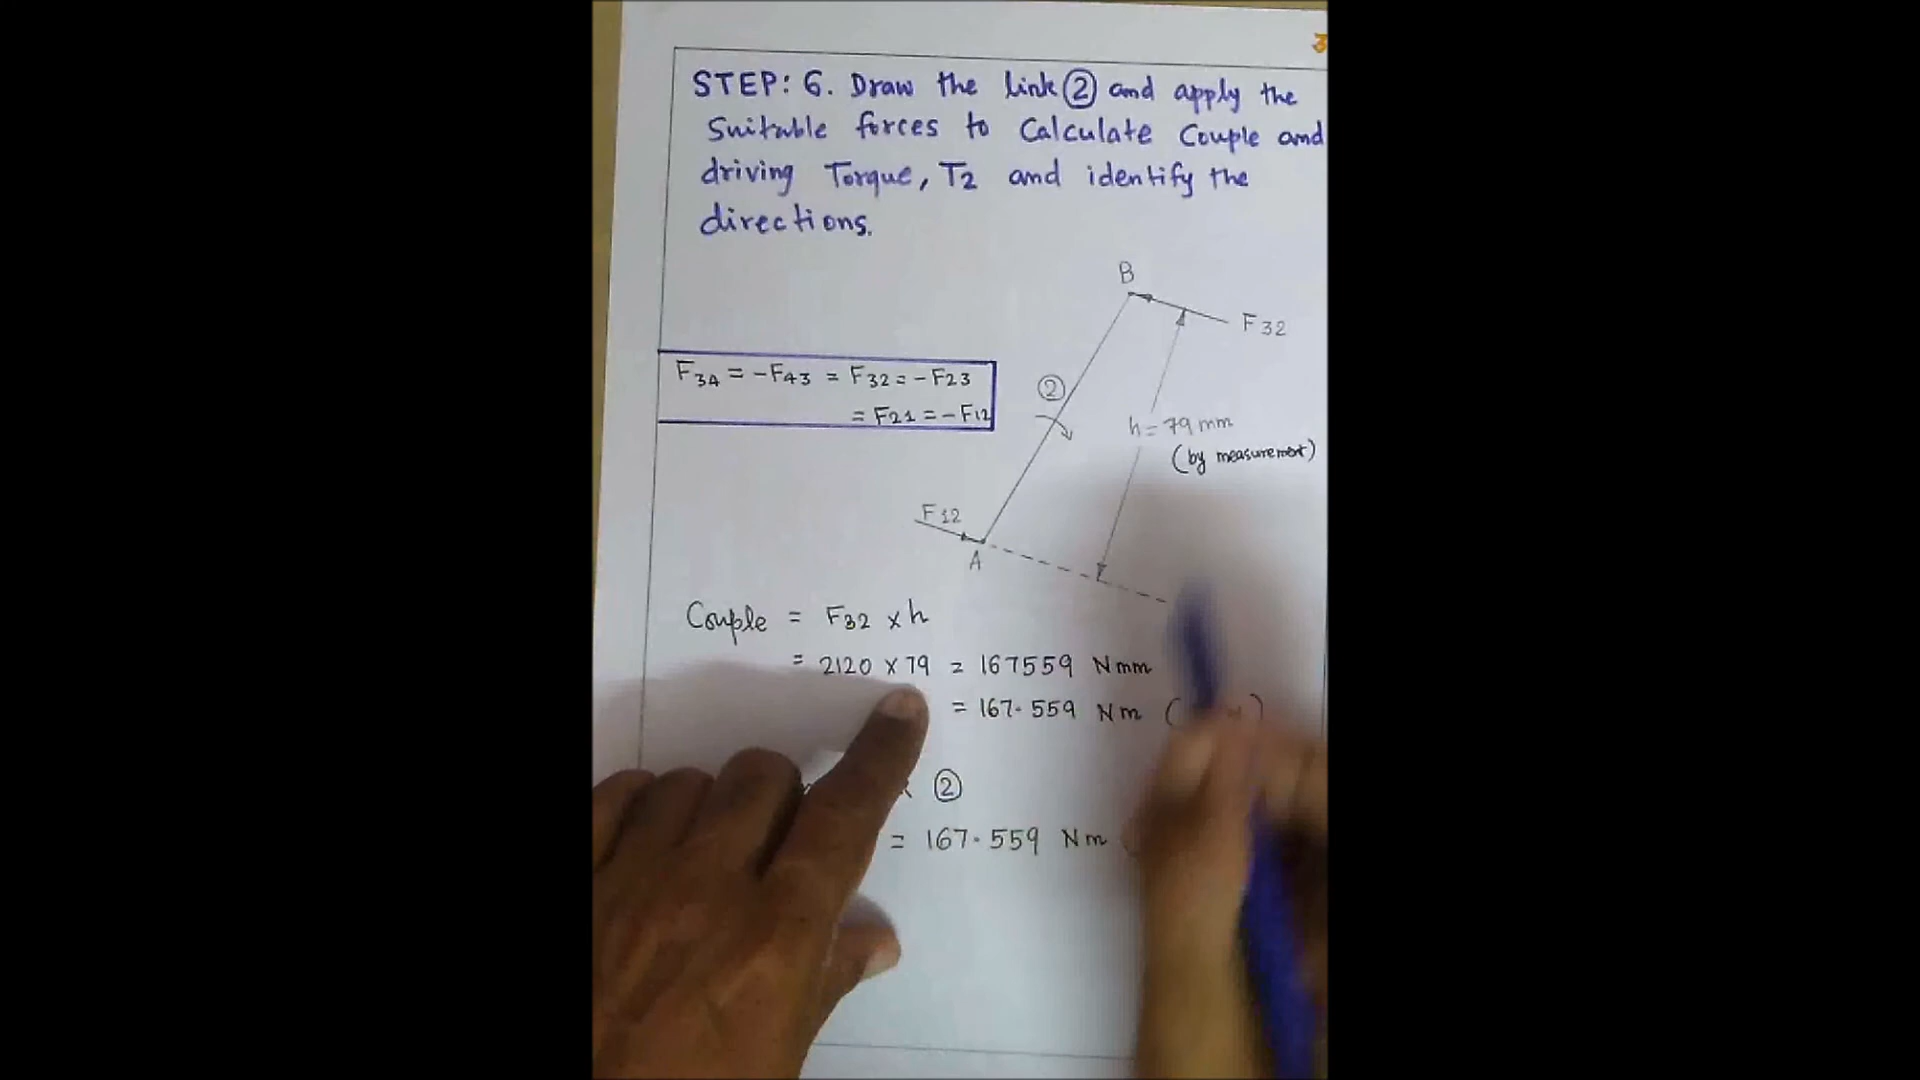 STEP: 6. Draw the link ② and apply the
Suitable forces to Calculate Couple and
driving Torque, T2 and identify the
directions.
B
F32
F34 = -F43 = F32 = -F23
= F21 = -F12
②
h = 79 mm
(by measurement)
F12
A
Couple = F32 × h
= 2120 × 79 = 167559 Nmm
= 167.559 Nm (
②
= 167.559 Nm